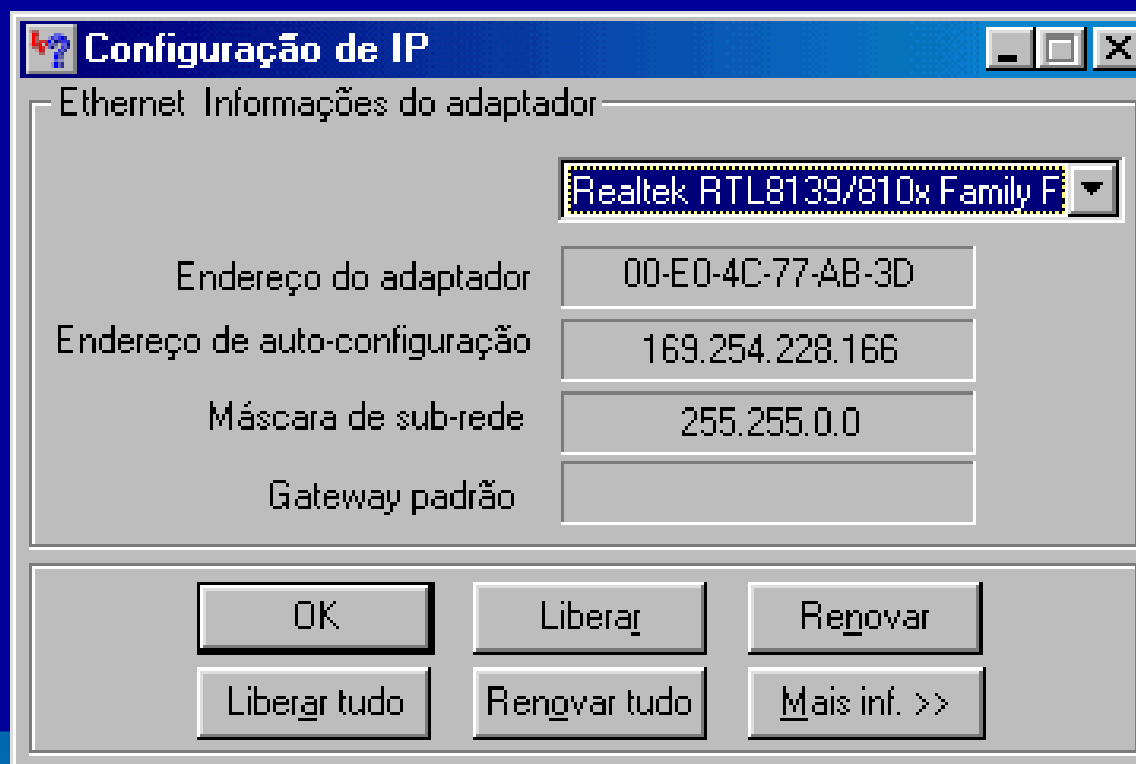 Configuração de IP
Ethernet Informações do adaptador
Realtek RTL8139/810x Family F
Endereço do adaptador 00-E0-4C-77-AB-3D
Endereço de auto-configuração 169.254.228.166
Máscara de sub-rede 255.255.0.0
Gateway padrão
OK Liberar Renovar
Liberar tudo Renovar tudo Mais inf. >>